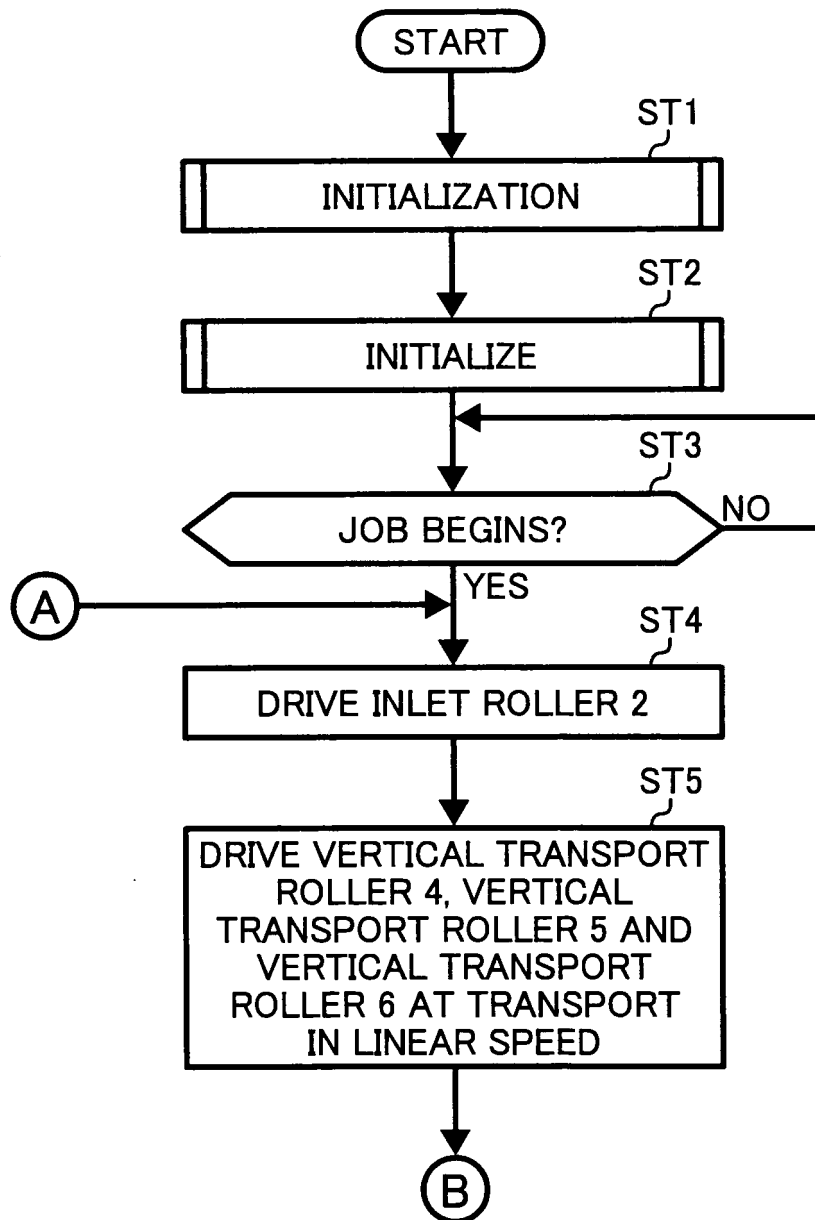 START
ST1
INITIALIZATION
ST2
INITIALIZE
ST3
JOB BEGINS?
NO
YES
A
ST4
DRIVE INLET ROLLER 2
ST5
DRIVE VERTICAL TRANSPORT
ROLLER 4, VERTICAL
TRANSPORT ROLLER 5 AND
VERTICAL TRANSPORT
ROLLER 6 AT TRANSPORT
IN LINEAR SPEED
B